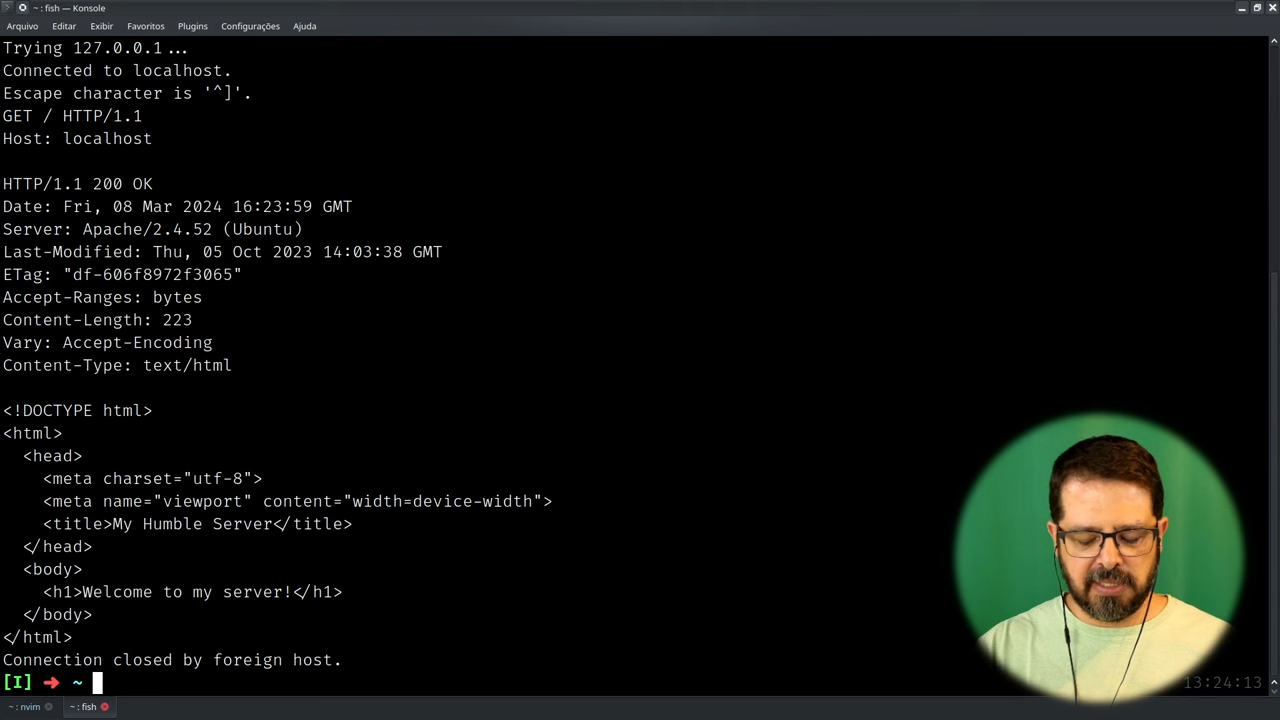 ~ : fish — Konsole
Arquivo Editar Exibir Favoritos Plugins Configurações Ajuda
Trying 127.0.0.1...
Connected to localhost.
Escape character is '^]'.
GET / HTTP/1.1
Host: localhost
HTTP/1.1 200 OK
Date: Fri, 08 Mar 2024 16:23:59 GMT
Server: Apache/2.4.52 (Ubuntu)
Last-Modified: Thu, 05 Oct 2023 14:03:38 GMT
ETag: "df-606f8972f3065"
Accept-Ranges: bytes
Content-Length: 223
Vary: Accept-Encoding
Content-Type: text/html
<!DOCTYPE html>
<html>
  <head>
    <meta charset="utf-8">
    <meta name="viewport" content="width=device-width">
    <title>My Humble Server</title>
  </head>
  <body>
    <h1>Welcome to my server!</h1>
  </body>
</html>
Connection closed by foreign host.
[I] ➜ ~ 13:24:13
~ : nvim ~ : fish